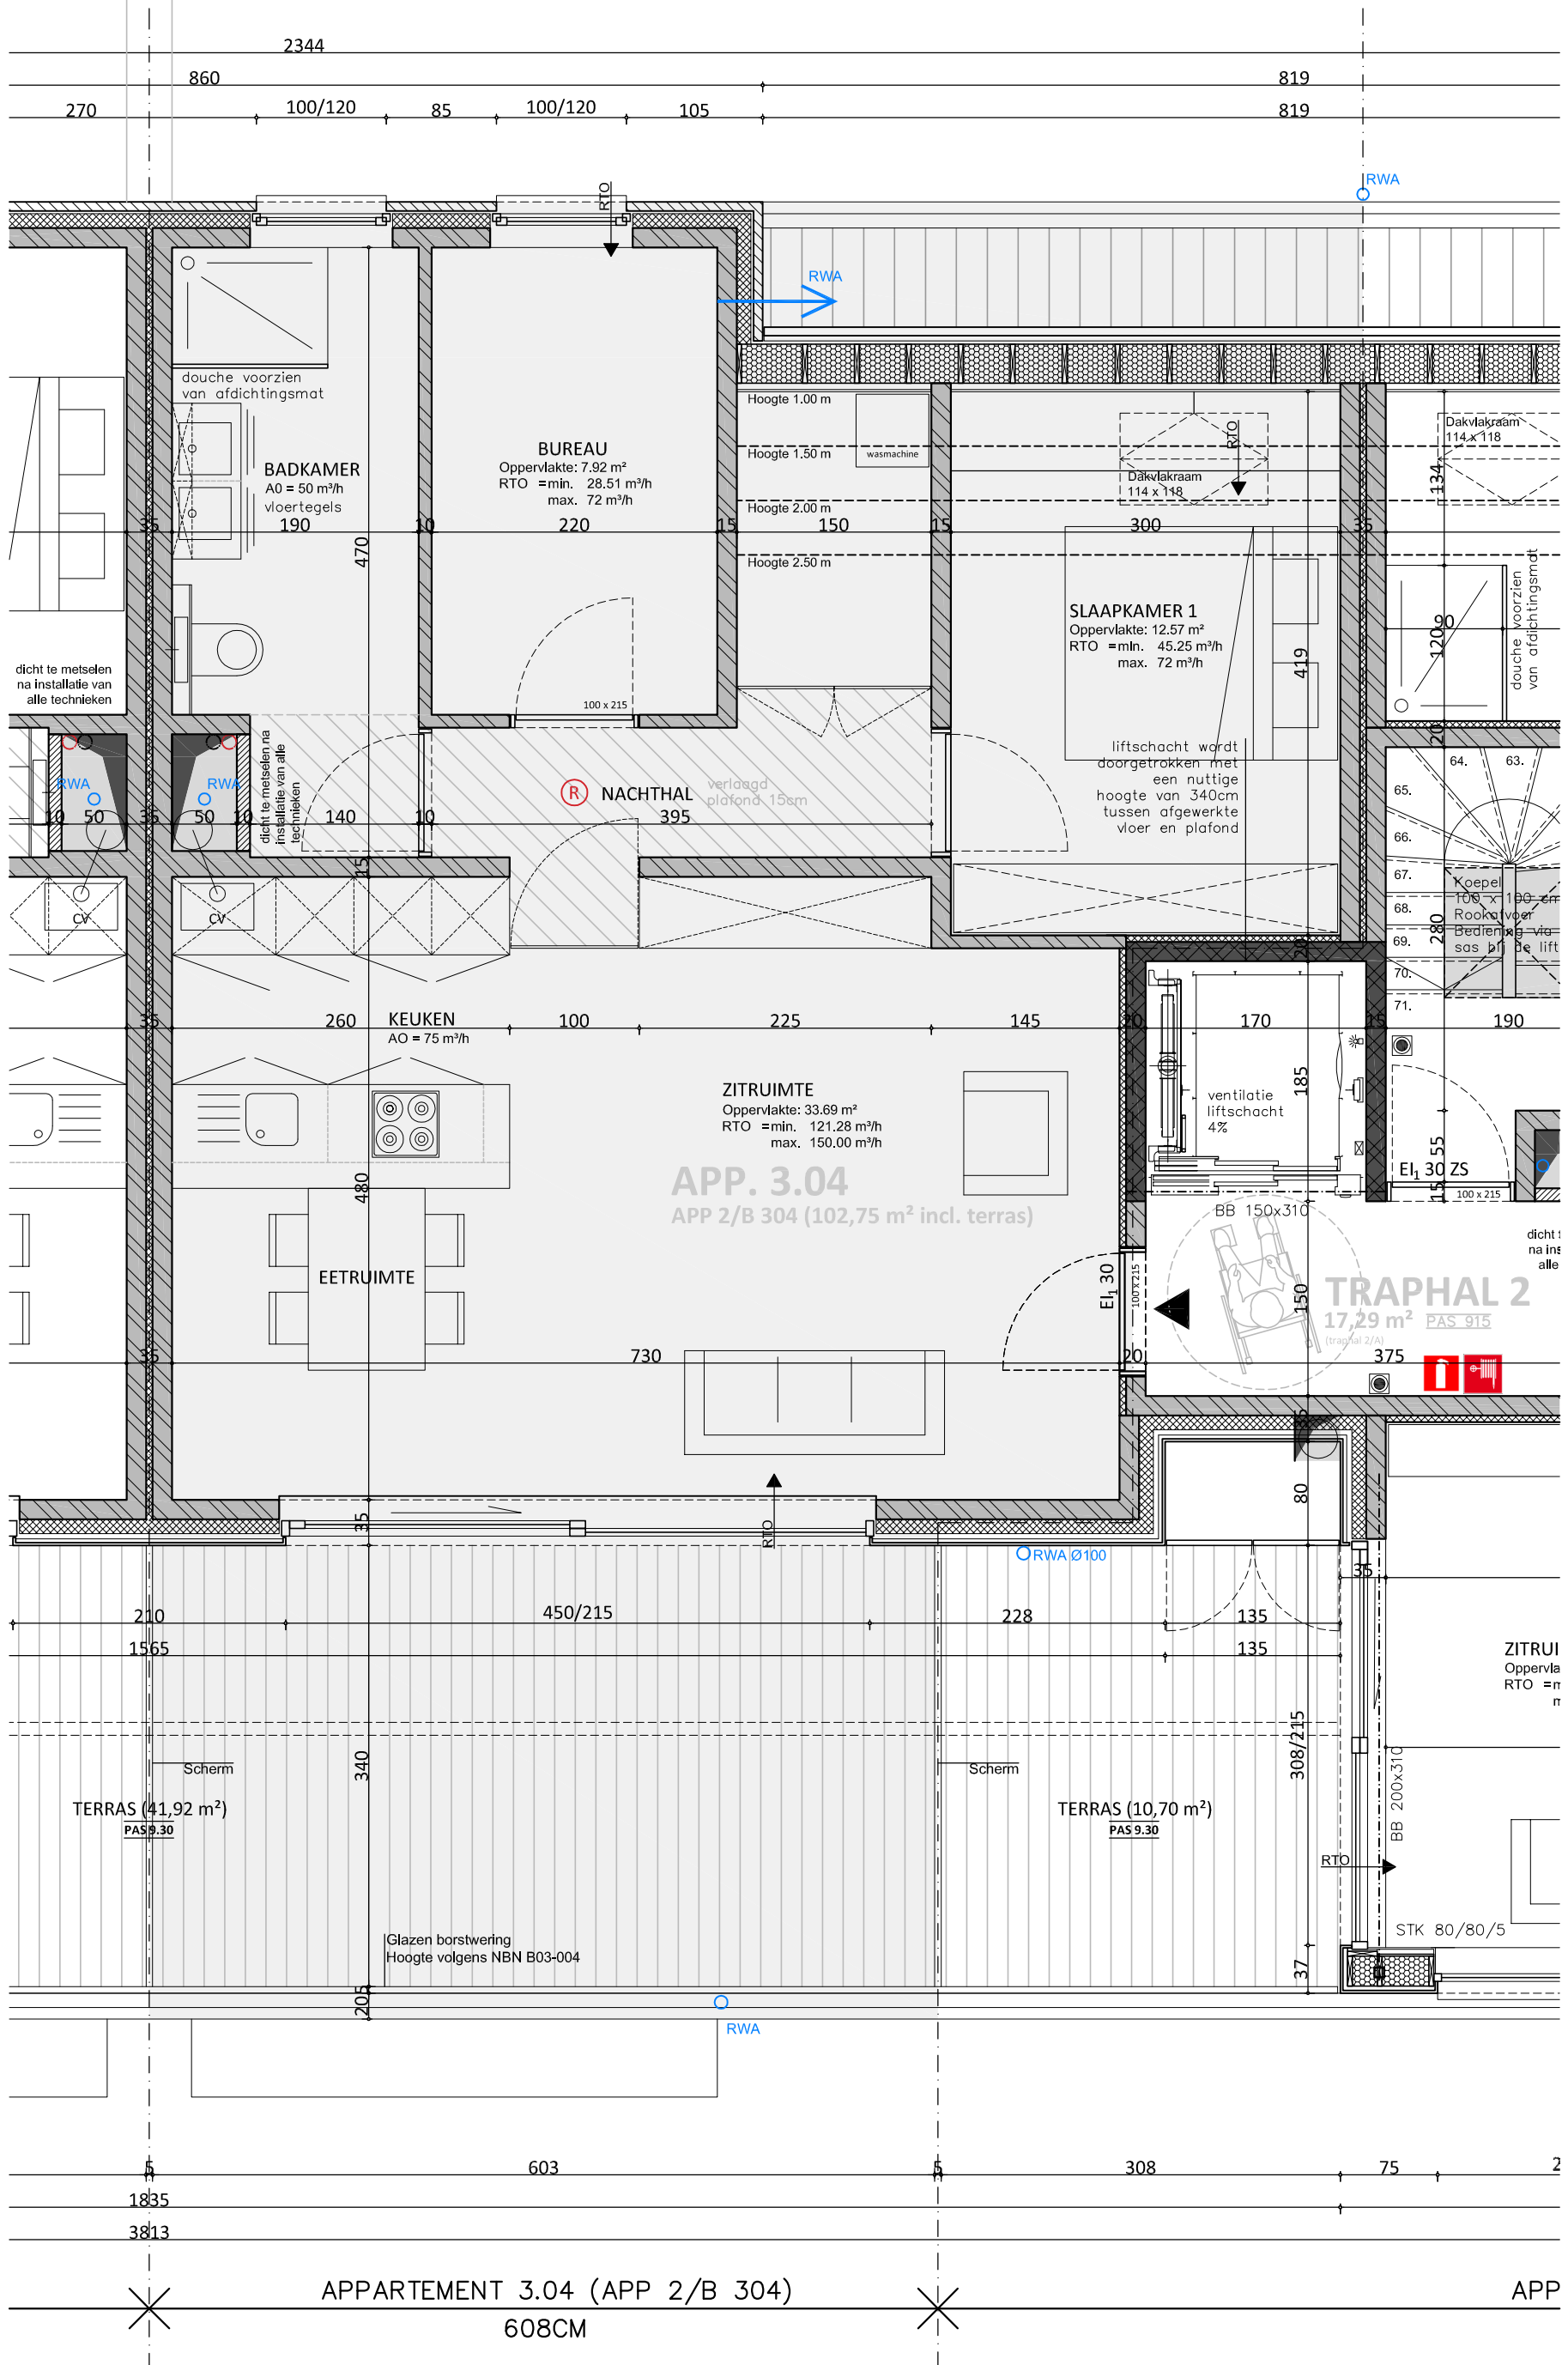 2344
860
819
270
100/120
85
100/120
105
819
RTO
RWA
RWA
douche voorzien
van afdichtingsmat
BADKAMER
A0 = 50 m³/h
vloertegels
BUREAU
Oppervlakte: 7.92 m²
RTO =min. 28.51 m³/h
max. 72 m³/h
Hoogte 1.00 m
Hoogte 1.50 m
Hoogte 2.00 m
Hoogte 2.50 m
wasmachine
RTO
Dakvlakraam
114 x 118
Dakvlakraam
114 x 118
134
35
190
10
220
15
150
15
300
35
470
SLAAPKAMER 1
Oppervlakte: 12.57 m²
RTO =min. 45.25 m³/h
max. 72 m³/h
419
120
90
douche voorzien
van afdichtingsmat
dicht te metselen
na installatie van
alle technieken
100 x 215
20
RWA
RWA
dicht te metselen na
installatie van alle
technieken
R
NACHTHAL
verlaagd
plafond 15cm
liftschacht wordt
doorgetrokken met
een nuttige
hoogte van 340cm
tussen afgewerkte
vloer en plafond
64.
63.
65.
66.
67.
68.
69.
70.
71.
10
50
35
50
10
140
10
395
15
Koepel
100 x 100 cm
Rookafvoer
Bediening via
sas bij de lift
280
CV
CV
20
35
260
KEUKEN
AO = 75 m³/h
100
225
145
20
170
15
190
ZITRUIMTE
Oppervlakte: 33.69 m²
RTO =min. 121.28 m³/h
max. 150.00 m³/h
ventilatie
liftschacht
4%
185
55
15
EI₁ 30 ZS
100 x 215
480
APP. 3.04
APP 2/B 304 (102,75 m² incl. terras)
BB 150x310
EETRUIMTE
EI₁ 30
100 x 215
150
TRAPHAL 2
17,29 m² PAS 915
(traphal 2/A)
alle
35
730
20
375
35
80
35
RTO
RWA Ø100
35
210
450/215
228
135
1565
135
308/215
340
Scherm
Scherm
TERRAS (41,92 m²)
PAS 9.30
TERRAS (10,70 m²)
PAS 9.30
BB 200x310
RTO
ZITRUI
Oppervla
RTO =m
STK 80/80/5
Glazen borstwering
Hoogte volgens NBN B03-004
37
205
RWA
5
603
5
308
75
2
1835
3813
APPARTEMENT 3.04 (APP 2/B 304)
608CM
APP